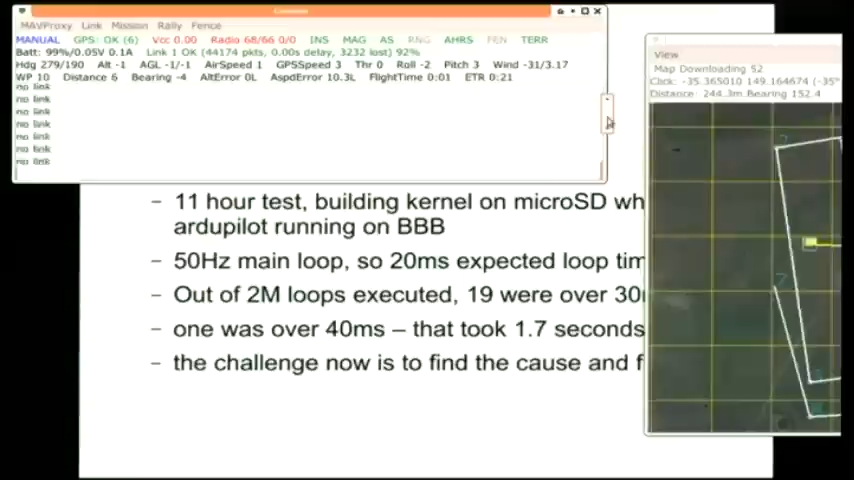 Console
MAVProxy Link Mission Rally Fence
MANUAL GPS: OK (6) Vcc 0.00 Radio 68/66 0/0 INS MAG AS RNG AHRS FEN TERR
Batt: 99%/0.05V 0.1A Link 1 OK (44174 pkts, 0.00s delay, 3232 lost) 92%
Hdg 279/190 Alt -1 AGL -1/-1 AirSpeed 1 GPSSpeed 3 Thr 0 Roll -2 Pitch 3 Wind -31/3.17
WP 10 Distance 6 Bearing -4 AltError 0L AspdError 10.3L FlightTime 0:01 ETR 0:21
no link
no link
no link
no link
no link
no link
no link
View
Map Downloading 52
Click: -35.365010 149.164674 (-35°
Distance: 244.3m Bearing 152.4
– 11 hour test, building kernel on microSD wh
ardupilot running on BBB
– 50Hz main loop, so 20ms expected loop tim
– Out of 2M loops executed, 19 were over 30
– one was over 40ms – that took 1.7 seconds
– the challenge now is to find the cause and f